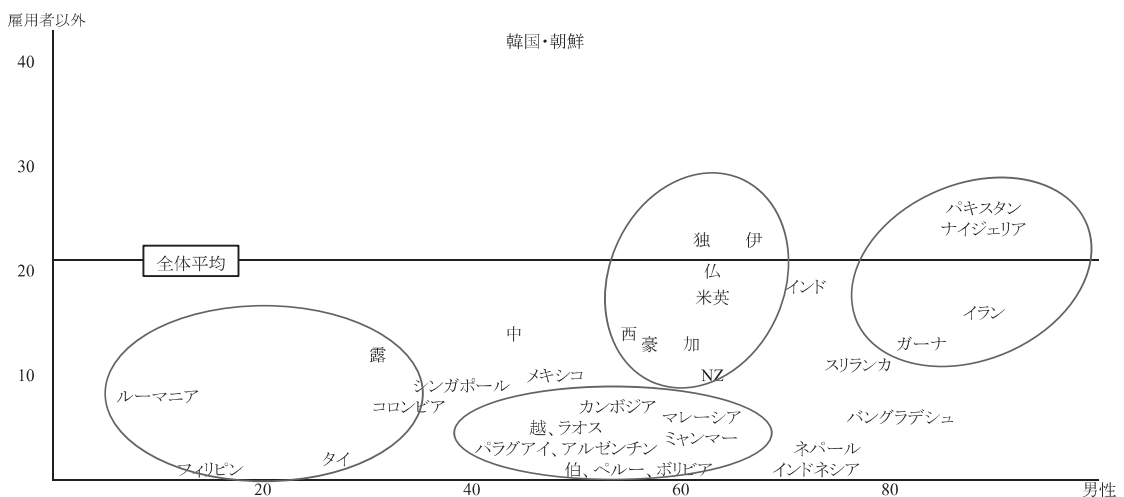 雇用者以外
韓国・朝鮮
40
30
パキスタン
ナイジェリア
独 伊
全体平均
20
仏
インド
米英
イラン
中
西
豪 加
ガーナ
露
スリランカ
10
メキシコ
NZ
シンガポール
ルーマニア
コロンビア
カンボジア
マレーシア
バングラデシュ
越、ラオス
ミャンマー
パラグアイ、アルゼンチン
ネパール
タイ
フィリピン
伯、ペルー、ボリビア
インドネシア
20 40 60 80 男性